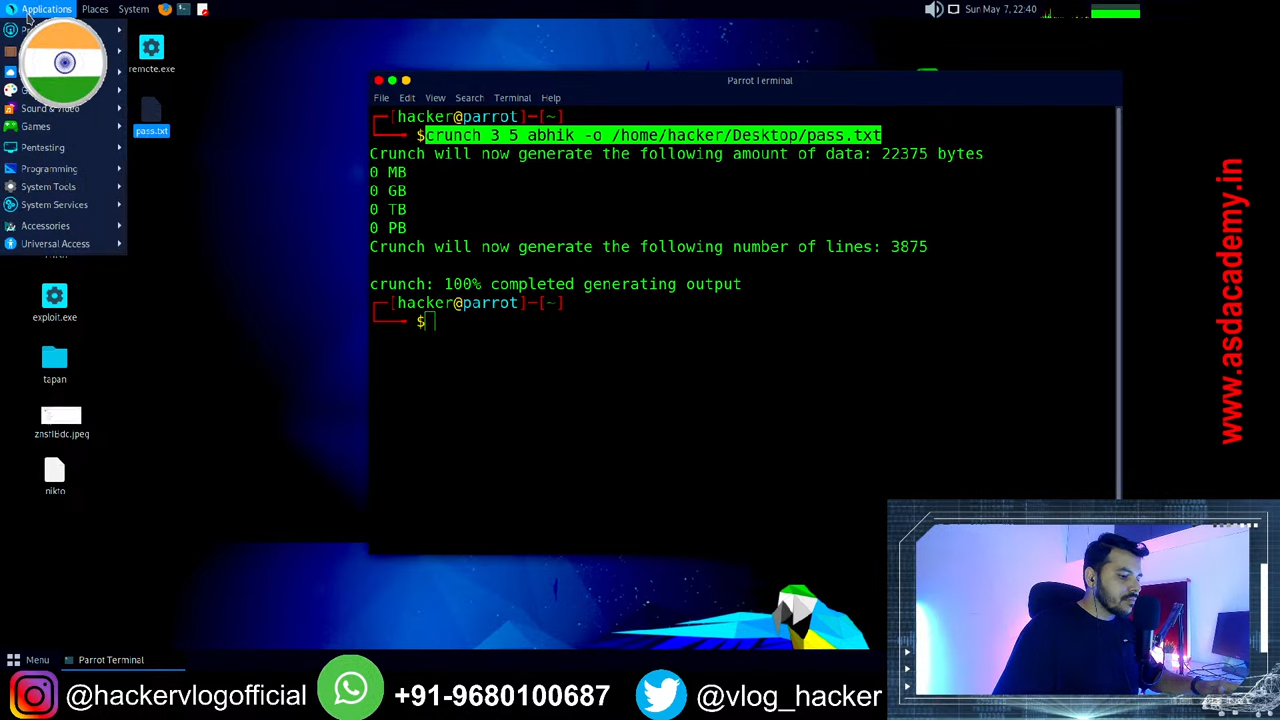 Applications Places System
Sun May 7, 22:40
remote.exe
pass.txt
Sound & Video
Games
Pentesting
Programming
System Tools
System Services
Accessories
Universal Access
exploit.exe
tapan
znsfIBdc.jpeg
nikto
Parrot Terminal
File Edit View Search Terminal Help
[hacker@parrot]─[~]
$crunch 3 5 abhik -o /home/hacker/Desktop/pass.txt
Crunch will now generate the following amount of data: 22375 bytes
0 MB
0 GB
0 TB
0 PB
Crunch will now generate the following number of lines: 3875
crunch: 100% completed generating output
[hacker@parrot]─[~]
$
www.asdacademy.in
Menu Parrot Terminal
@hackervlogofficial +91-9680100687 @vlog_hacker